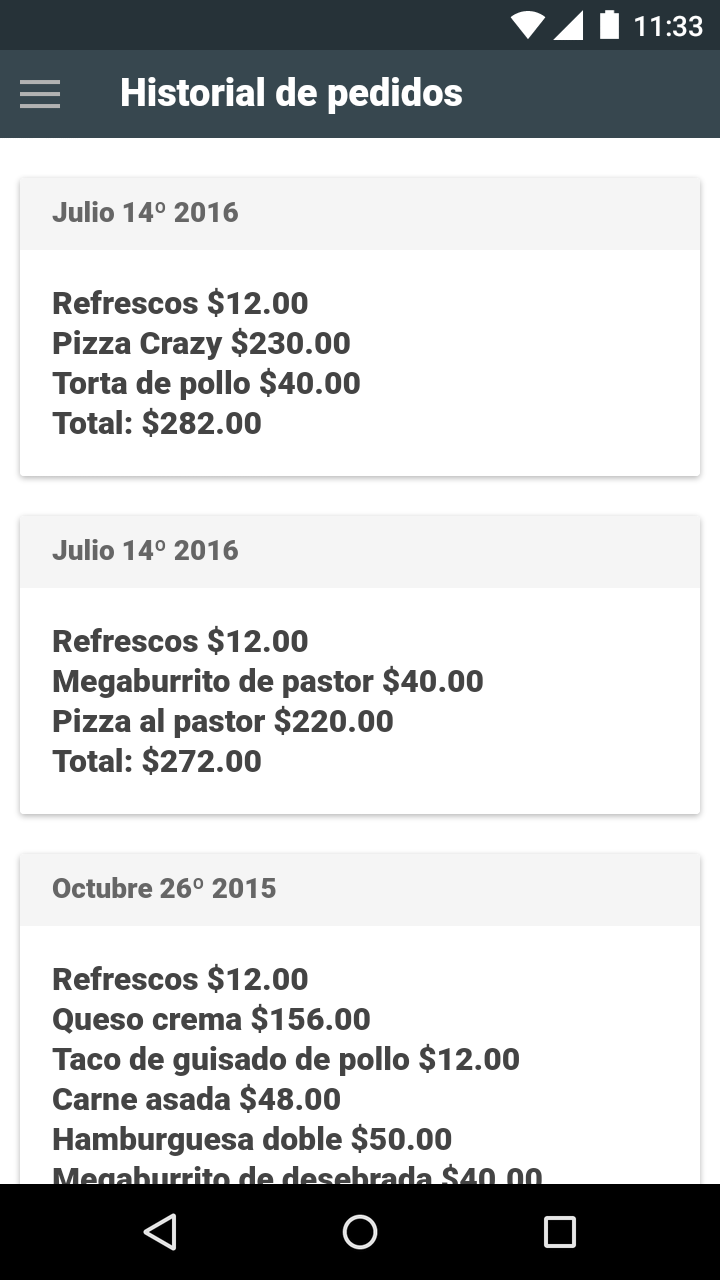 11:33
Historial de pedidos
Julio 14º 2016
Refrescos $12.00
Pizza Crazy $230.00
Torta de pollo $40.00
Total: $282.00
Julio 14º 2016
Refrescos $12.00
Megaburrito de pastor $40.00
Pizza al pastor $220.00
Total: $272.00
Octubre 26º 2015
Refrescos $12.00
Queso crema $156.00
Taco de guisado de pollo $12.00
Carne asada $48.00
Hamburguesa doble $50.00
Megaburrito de desebrada $40.00